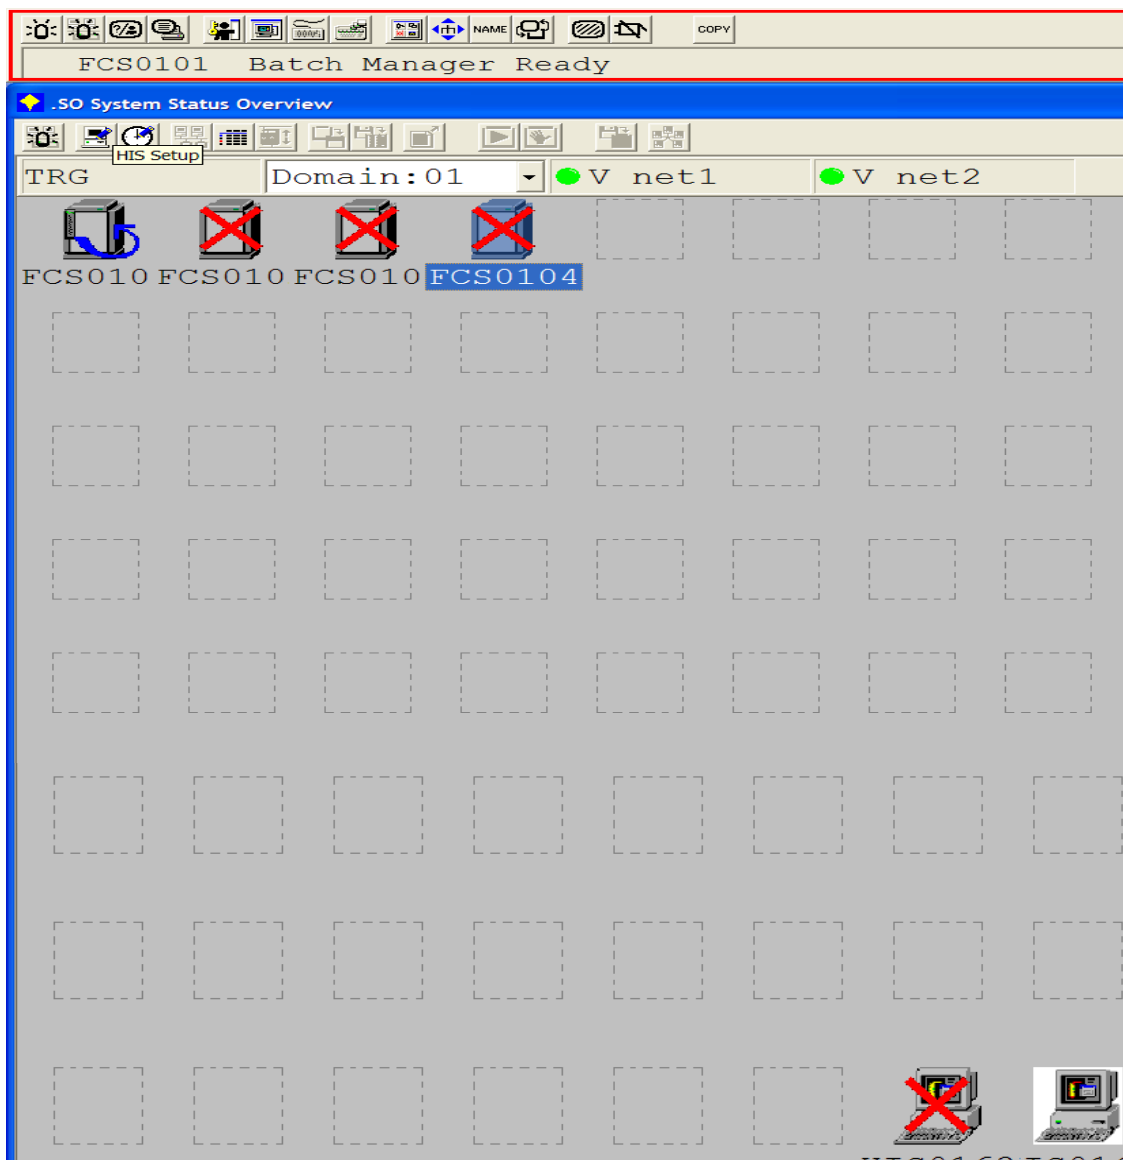 NAME COPY
FCS0101 Batch Manager Ready
.SO System Status Overview
HIS Setup
TRG Domain:01 V net1 V net2
FCS010 FCS010 FCS010 FCS0104